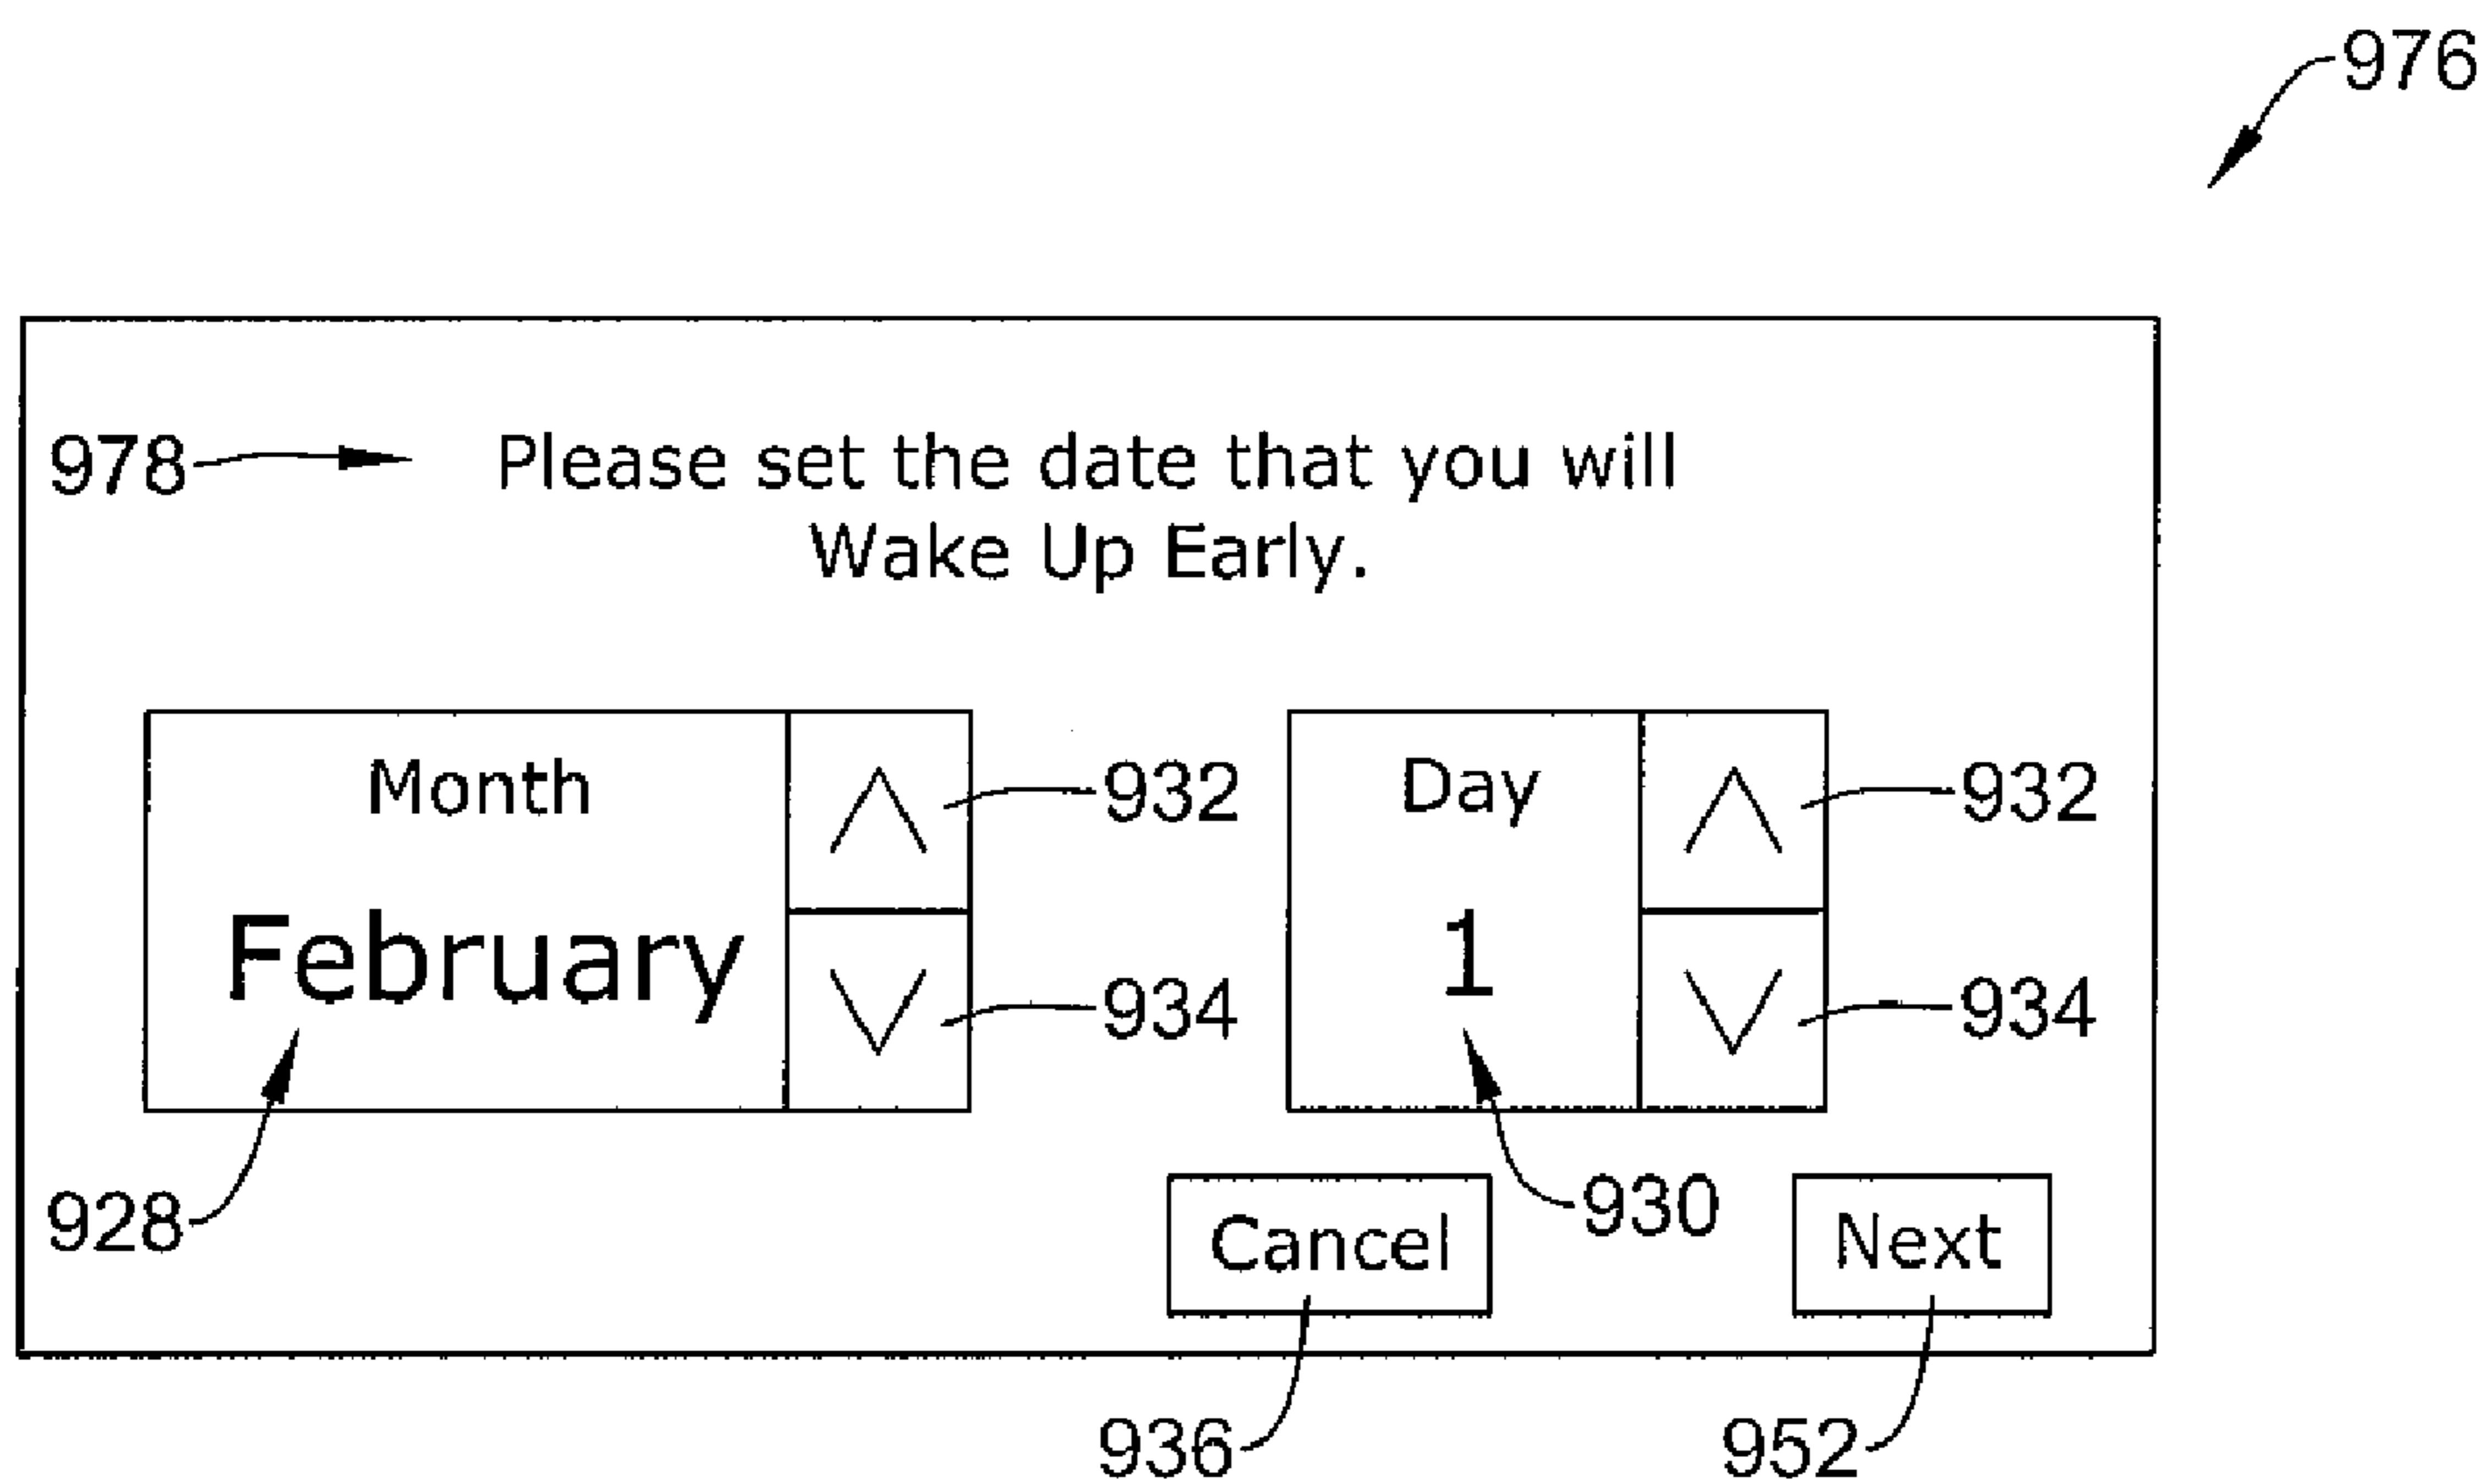 976
978 Please set the date that you will
Wake Up Early.
Month 932 Day 932
February 934 1 934
928 Cancel 930 Next
936 952